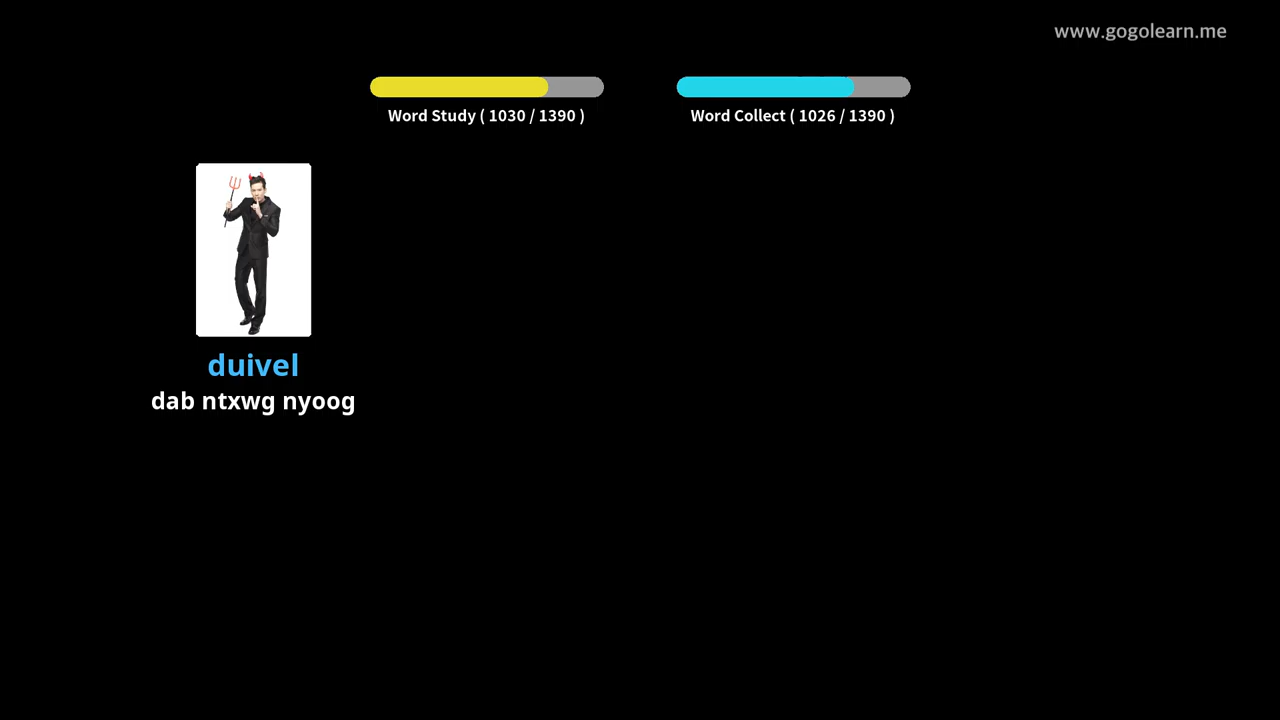 www.gogolearn.me
Word Study ( 1030 / 1390 )
Word Collect ( 1026 / 1390 )
duivel
dab ntxwg nyoog